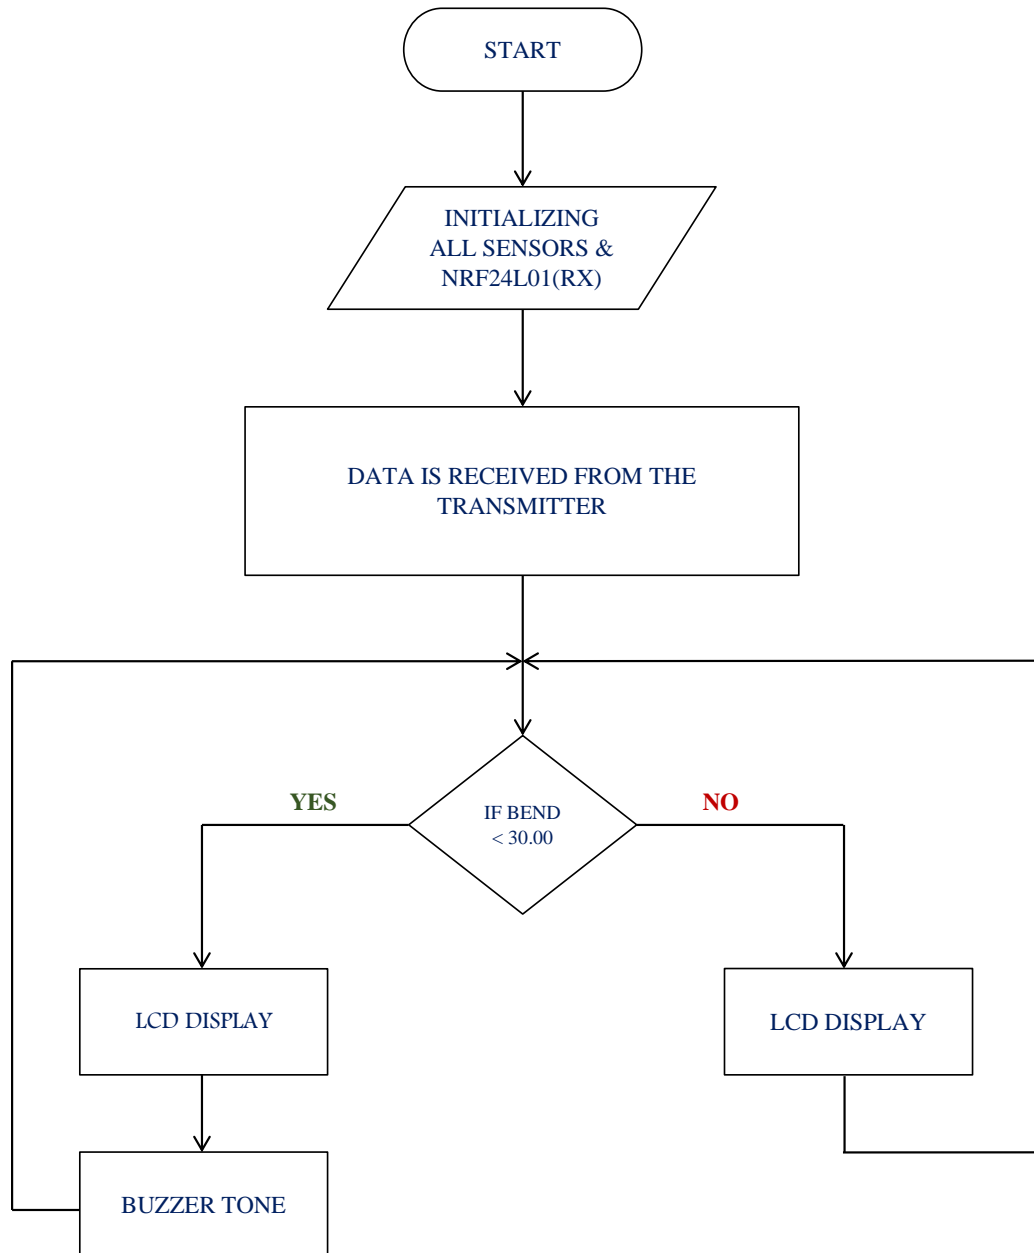 START
INITIALIZING
ALL SENSORS &
NRF24L01(RX)
DATA IS RECEIVED FROM THE
TRANSMITTER
YES
IF BEND
< 30.00
NO
LCD DISPLAY
LCD DISPLAY
BUZZER TONE